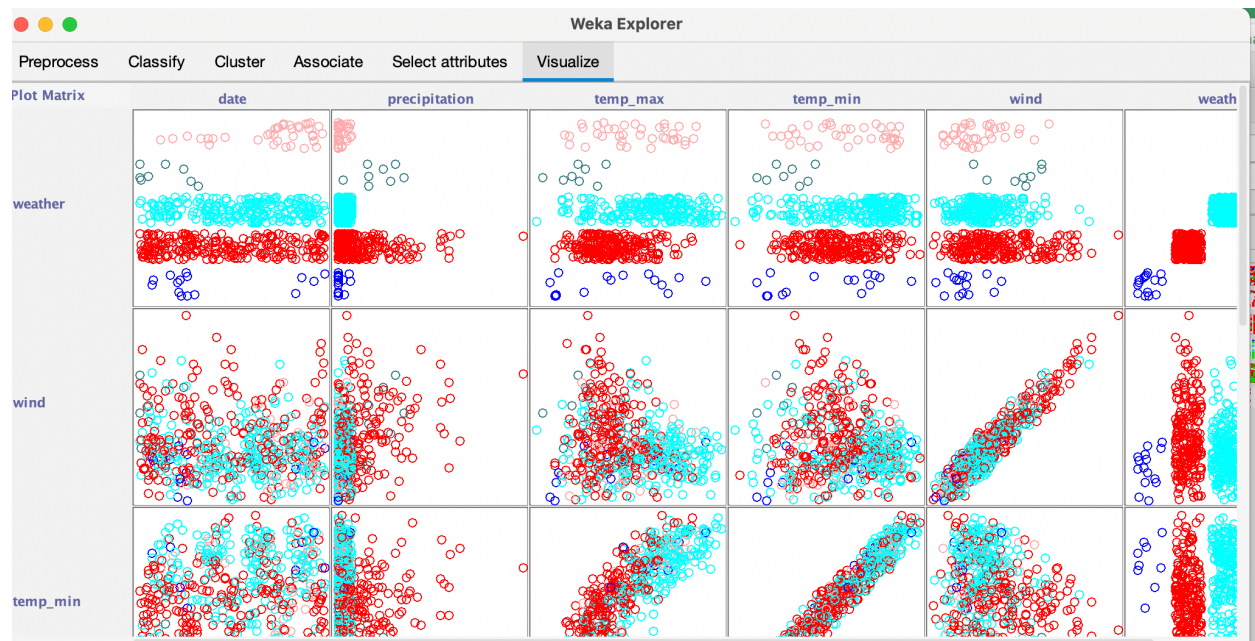 Weka Explorer
Preprocess Classify Cluster Associate Select attributes Visualize
Plot Matrix date precipitation temp_max temp_min wind weath
weather
wind
temp_min